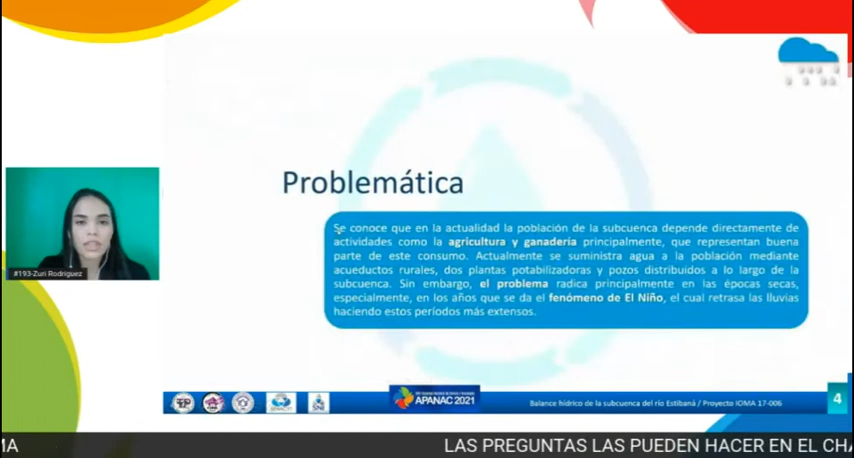 Problemática
Se conoce que en la actualidad la población de la subcuenca depende directamente de
actividades como la agricultura y ganadería principalmente, que representan buena
parte de este consumo. Actualmente se suministra agua a la población mediante
acueductos rurales, dos plantas potabilizadoras y pozos distribuidos a lo largo de la
subcuenca. Sin embargo, el problema radica principalmente en las épocas secas,
especialmente, en los años que se da el fenómeno de El Niño, el cual retrasa las lluvias
haciendo estos períodos más extensos.
#193-Zuri Rodríguez
APANAC 2021
Balance hídrico de la subcuenca del río Estibaná / Proyecto IOMA 17-006
4
MA
LAS PREGUNTAS LAS PUEDEN HACER EN EL CHA